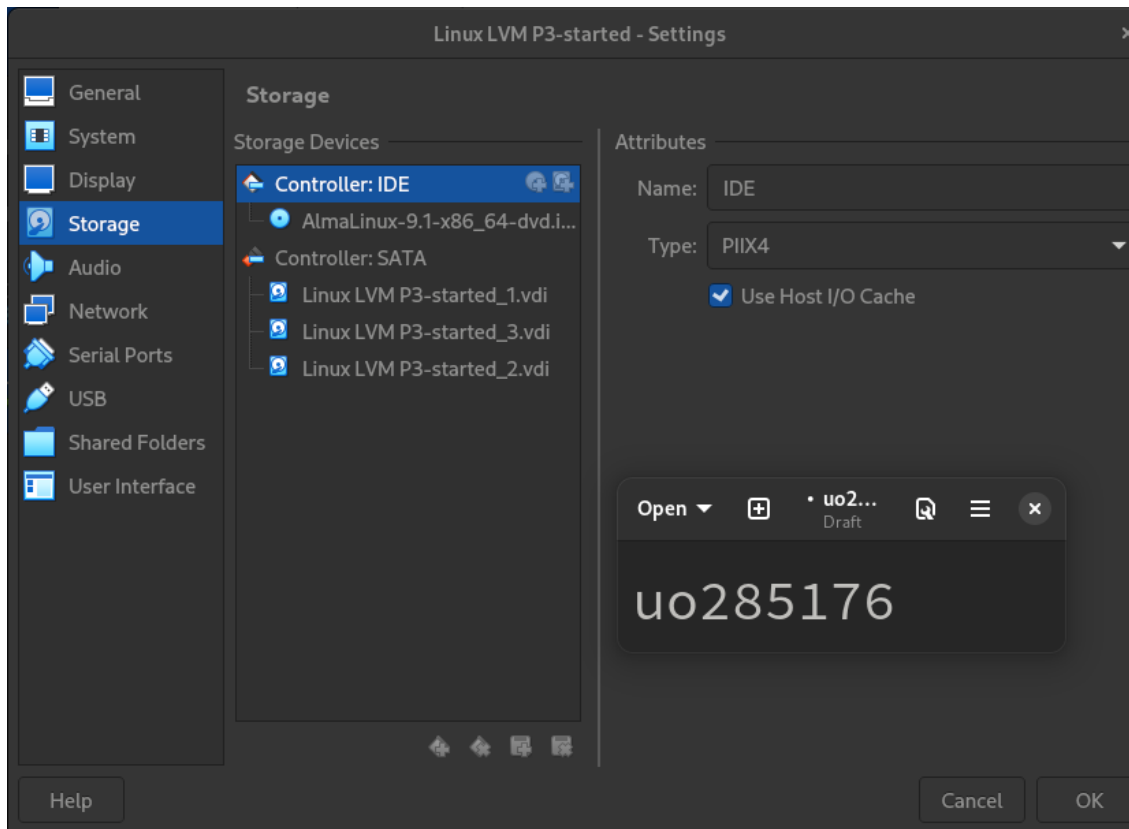 Linux LVM P3-started - Settings
General
System
Display
Storage
Audio
Network
Serial Ports
USB
Shared Folders
User Interface
Storage
Storage Devices
Controller: IDE
AlmaLinux-9.1-x86_64-dvd.i...
Controller: SATA
Linux LVM P3-started_1.vdi
Linux LVM P3-started_3.vdi
Linux LVM P3-started_2.vdi
Attributes
Name: IDE
Type: PIIX4
Use Host I/O Cache
Open • uo2...
Draft
uo285176
Help Cancel OK